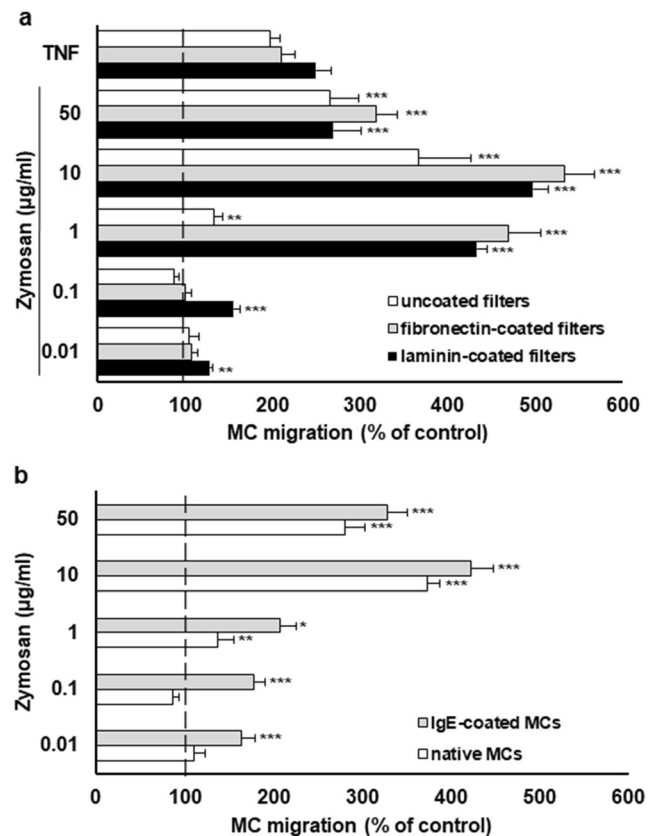 a
TNF
50 ***
***
***
10 ***
***
***
1 **
***
***
0.1
***
0.01
**
Zymosan (µg/ml)
uncoated filters
fibronectin-coated filters
laminin-coated filters
0 100 200 300 400 500 600
MC migration (% of control)
b
50 ***
***
10 ***
***
1 *
**
0.1 ***
0.01 ***
Zymosan (µg/ml)
IgE-coated MCs
native MCs
0 100 200 300 400 500 600
MC migration (% of control)